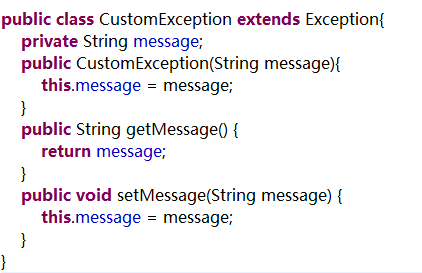 public class CustomException extends Exception{
private String message;
public CustomException(String message){
this.message = message;
}
public String getMessage() {
return message;
}
public void setMessage(String message) {
this.message = message;
}
}